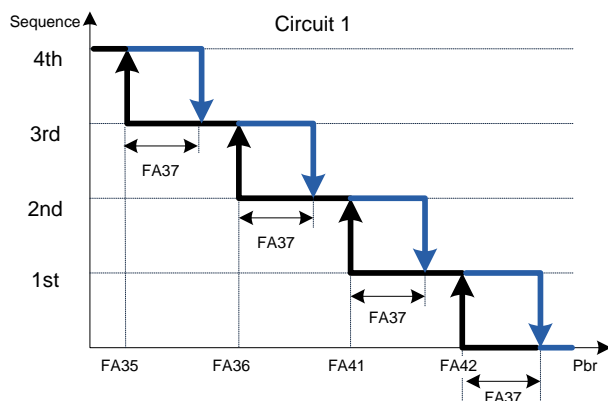 Sequence
Circuit 1
4th
3rd
FA37
2nd
FA37
1st
FA37
FA35
FA36
FA41
FA42
Pbr
FA37